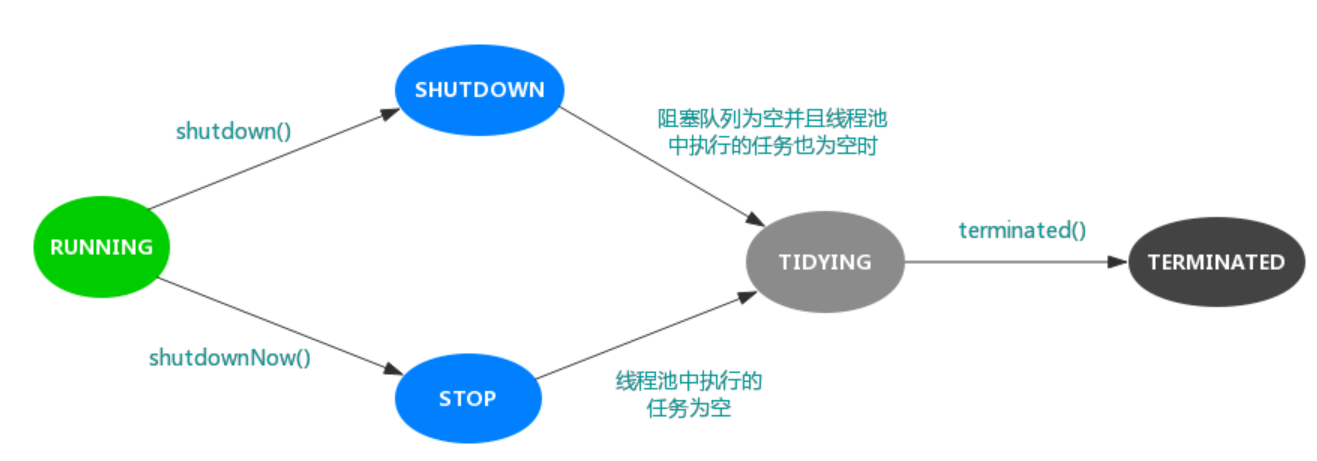 SHUTDOWN
shutdown()
阻塞队列为空并且线程池
中执行的任务也为空时
RUNNING
TIDYING
terminated()
TERMINATED
shutdownNow()
STOP
线程池中执行的
任务为空